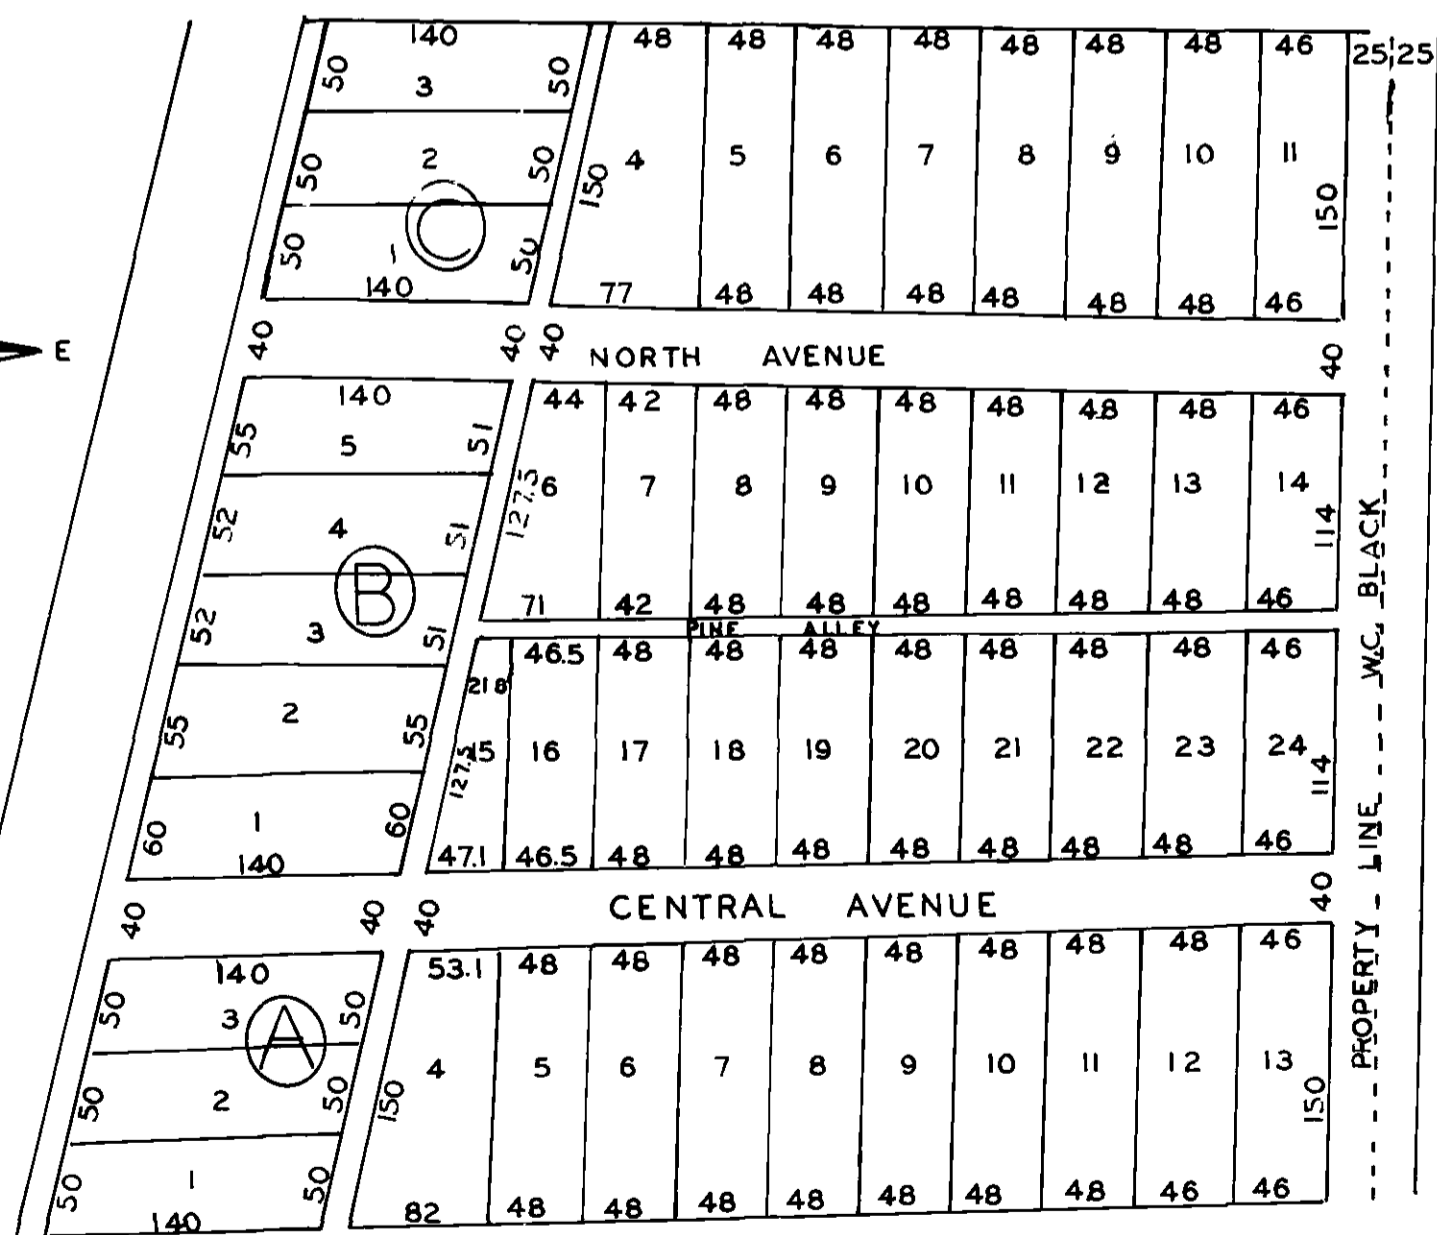 140 48 48 48 48 48 48 48 46 25 25
50 3 50
50 2 50 150 4 5 6 7 8 9 10 11
C
50 1 50 150
140 77 48 48 48 48 48 48 46
40 40 40 NORTH AVENUE 40
E
140 44 42 48 48 48 48 48 48 46
55 5 51
127.5 6 7 8 9 10 11 12 13 14
52 4 51 114
B
71 42 48 48 48 48 48 48 46
52 3 51 PINE ALLEY
46.5 48 48 48 48 48 48 48 46
218
55 2 55
127.5 15 16 17 18 19 20 21 22 23 24
114
60 1 60
140 47.1 46.5 48 48 48 48 48 48 48 46
40 40 40 CENTRAL AVENUE 40
PROPERTY LINE W.C. BLACK
140 53.1 48 48 48 48 48 48 48 48 46
50 3 A 50
4 5 6 7 8 9 10 11 12 13
50 2 50 150 150
50 1 50
140 82 48 48 48 48 48 48 48 46 46